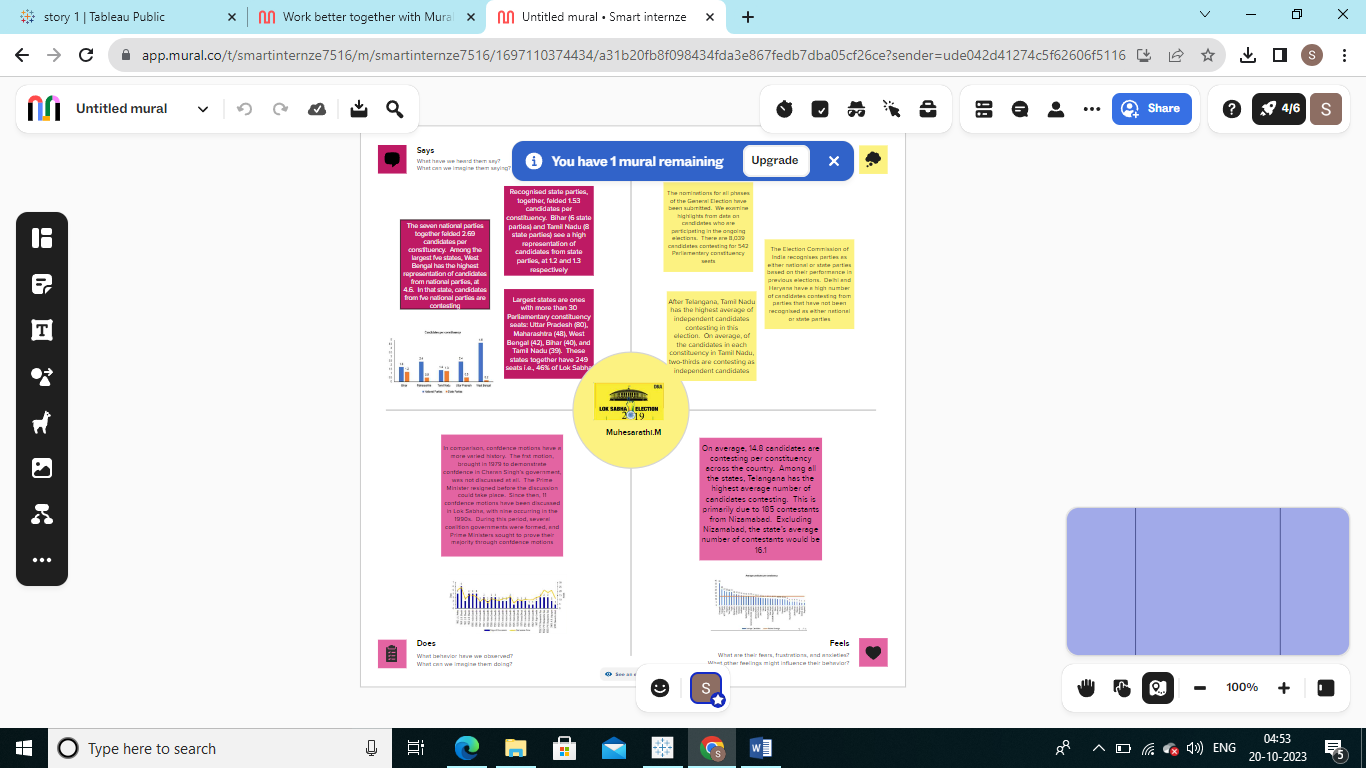 story 1 | Tableau Public
Work better together with Mural
Untitled mural • Smart internze
app.mural.co/t/smartinternze7516/m/smartinternze7516/1697110374434/a31b20fb8f098434fda3e867fedb7dba05cf26ce?sender=ude042d41274c5f62606f5116
S
Untitled mural
Share
4/6
S
You have 1 mural remaining
Upgrade
Says
What have we heard them say?
What can we imagine them saying?
The seven national parties
together felded 2.69
candidates per
constituency. Among the
largest fve states, West
Bengal has the highest
representation of candidates
from national parties, at
4.6. In that state, candidates
from fve national parties are
contesting
Recognised state parties,
together, felded 1.53
candidates per
constituency. Bihar (6 state
parties) and Tamil Nadu (8
state parties) see a high
representation of
candidates from state
parties, at 1.2 and 1.3
respectively
Largest states are ones
with more than 30
Parliamentary constituency
seats: Uttar Pradesh (80),
Maharashtra (48), West
Bengal (42), Bihar (40), and
Tamil Nadu (39). These
states together have 249
seats i.e., 46% of Lok Sabha
Candidates per constituency
The nominations for all phases
of the General Election have
been submitted. We examine
highlights from data on
candidates who are
participating in the ongoing
elections. There are 8,039
candidates contesting for 542
Parliamentary constituency
seats
The Election Commission of
India recognises parties as
either national or state parties
based on their performance in
previous elections. Delhi and
Haryana have a high number
of candidates contesting from
parties that have not been
recognised as either national
or state parties
After Telangana, Tamil Nadu
has the highest average of
independent candidates
contesting in this
election. On average, of
the candidates in each
constituency in Tamil Nadu,
two-thirds are contesting as
independent candidates
LOK SABHA ELECTION
2019
Muhesarathi.M
In comparison, confdence motions have a
more varied history. The frst motion,
brought in 1979 to demonstrate
confdence in Charan Singh's government,
was not discussed at all. The Prime
Minister resigned before the discussion
could take place. Since then, 11
confdence motions have been discussed
in Lok Sabha, with nine occurring in the
1990s. During this period, several
coalition governments were formed, and
Prime Ministers sought to prove their
majority through confdence motions
On average, 14.8 candidates are
contesting per constituency
across the country. Among all
the states, Telangana has the
highest average number of
candidates contesting. This is
primarily due to 185 contestants
from Nizamabad. Excluding
Nizamabad, the state's average
number of contestants would be
16.1
Does
What behavior have we observed?
What can we imagine them doing?
Feels
What are their fears, frustrations, and anxieties?
What other feelings might influence their behavior?
See an
S
100%
Type here to search
ENG
04:53
20-10-2023
5